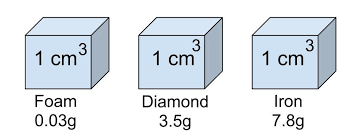 1 cm³ 1 cm³ 1 cm³
Foam Diamond Iron
0.03g 3.5g 7.8g